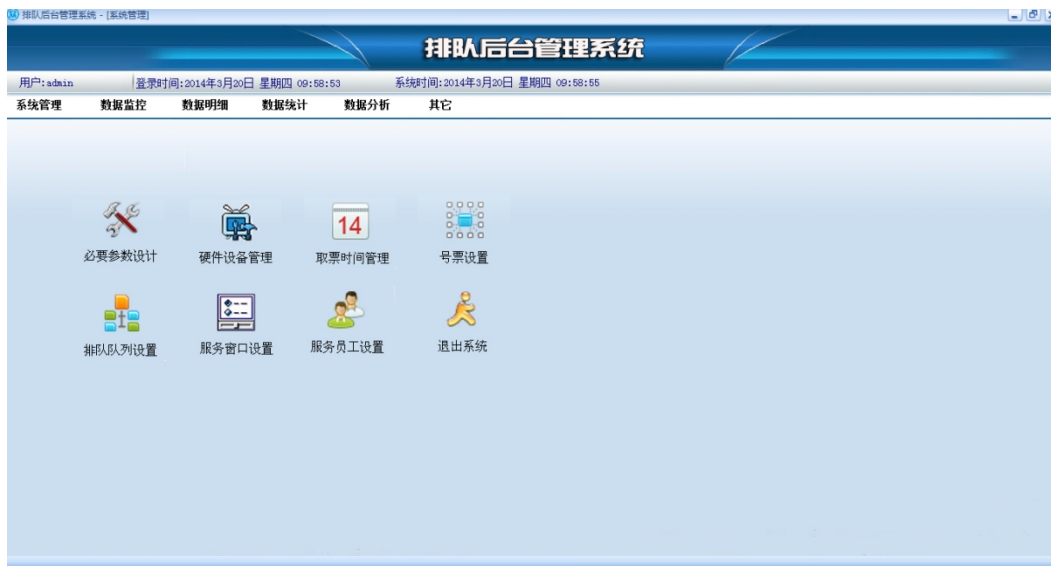 排队后台管理系统 - [系统管理]
排队后台管理系统
用户:admin 登录时间:2014年3月20日 星期四 09:58:53 系统时间:2014年3月20日 星期四 09:58:55
系统管理 数据监控 数据明细 数据统计 数据分析 其它
14
必要参数设计 硬件设备管理 取票时间管理 号票设置
排队队列设置 服务窗口设置 服务员工设置 退出系统